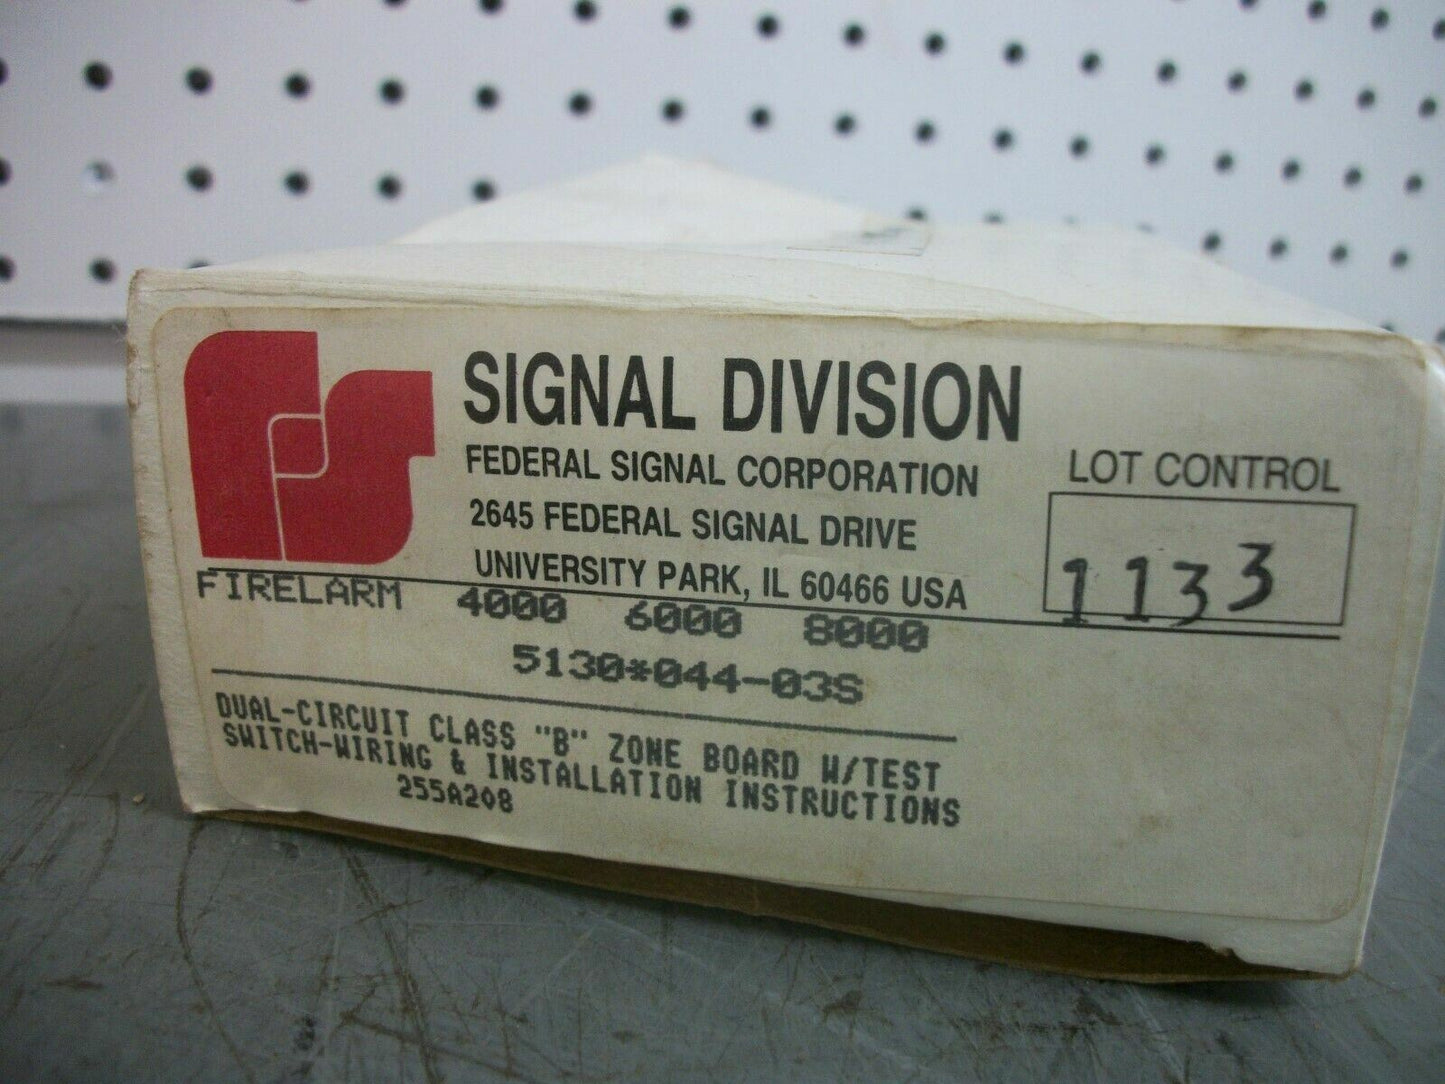 SIGNAL DIVISION
FEDERAL SIGNAL CORPORATION
2645 FEDERAL SIGNAL DRIVE
UNIVERSITY PARK, IL 60466 USA
LOT CONTROL
1133
FIRELARM 4000 6000 8000
5130*044-03S
DUAL-CIRCUIT CLASS "B" ZONE BOARD W/TEST
SWITCH-WIRING & INSTALLATION INSTRUCTIONS
255A208